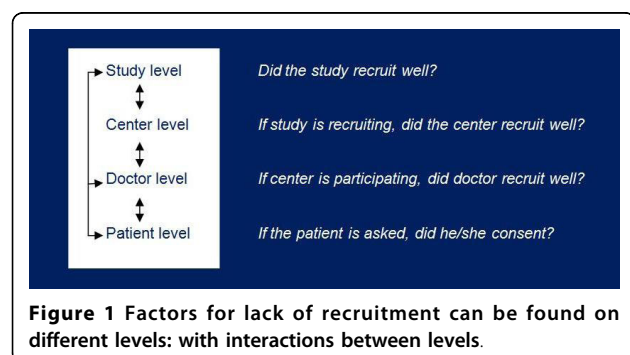 Study level Did the study recruit well?
Center level If study is recruiting, did the center recruit well?
Doctor level If center is participating, did doctor recruit well?
Patient level If the patient is asked, did he/she consent?
Figure 1 Factors for lack of recruitment can be found on
different levels: with interactions between levels.